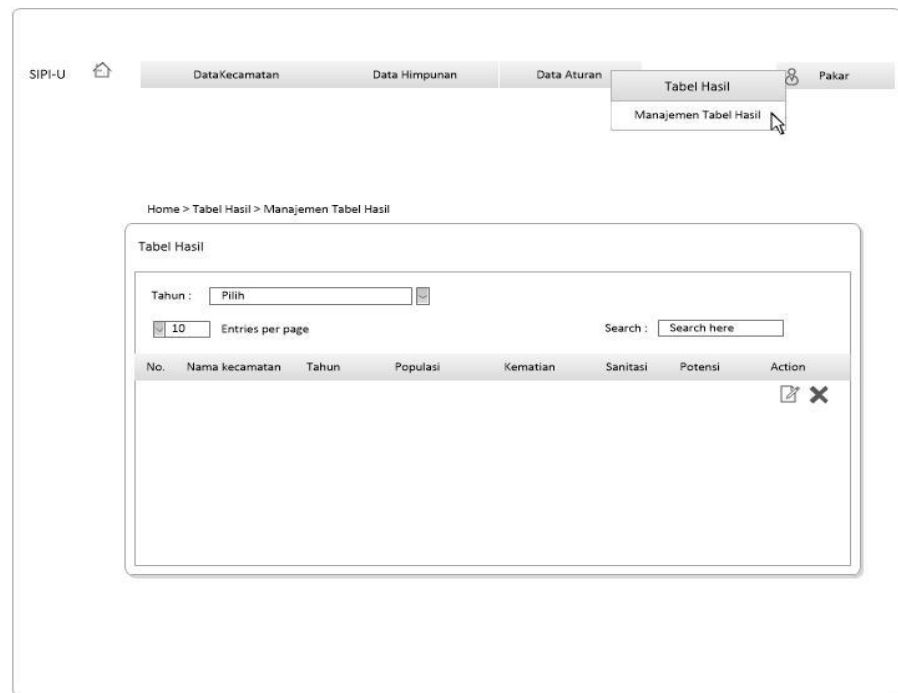 SIPI-U DataKecamatan Data Himpunan Data Aturan Tabel Hasil Pakar
Manajemen Tabel Hasil
Home > Tabel Hasil > Manajemen Tabel Hasil
Tabel Hasil
Tahun : Pilih
10 Entries per page Search : Search here
No. Nama kecamatan Tahun Populasi Kematian Sanitasi Potensi Action